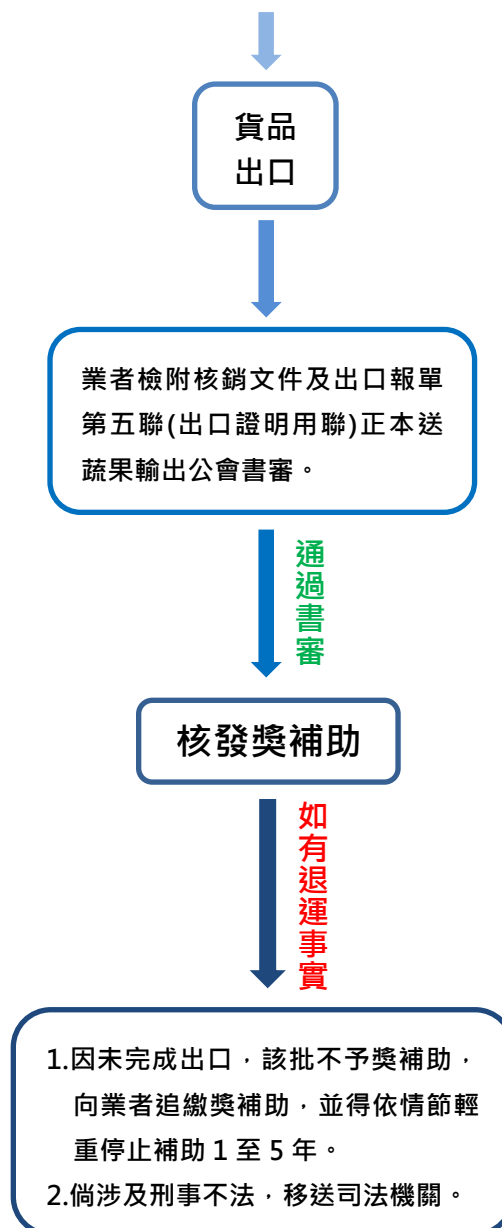 貨品
出口
業者檢附核銷文件及出口報單
第五聯(出口證明用聯)正本送
蔬果輸出公會書審。
通過書審
核發獎補助
如有退運事實
1.因未完成出口，該批不予獎補助，
向業者追繳獎補助，並得依情節輕
重停止補助 1 至 5 年。
2.倘涉及刑事不法，移送司法機關。